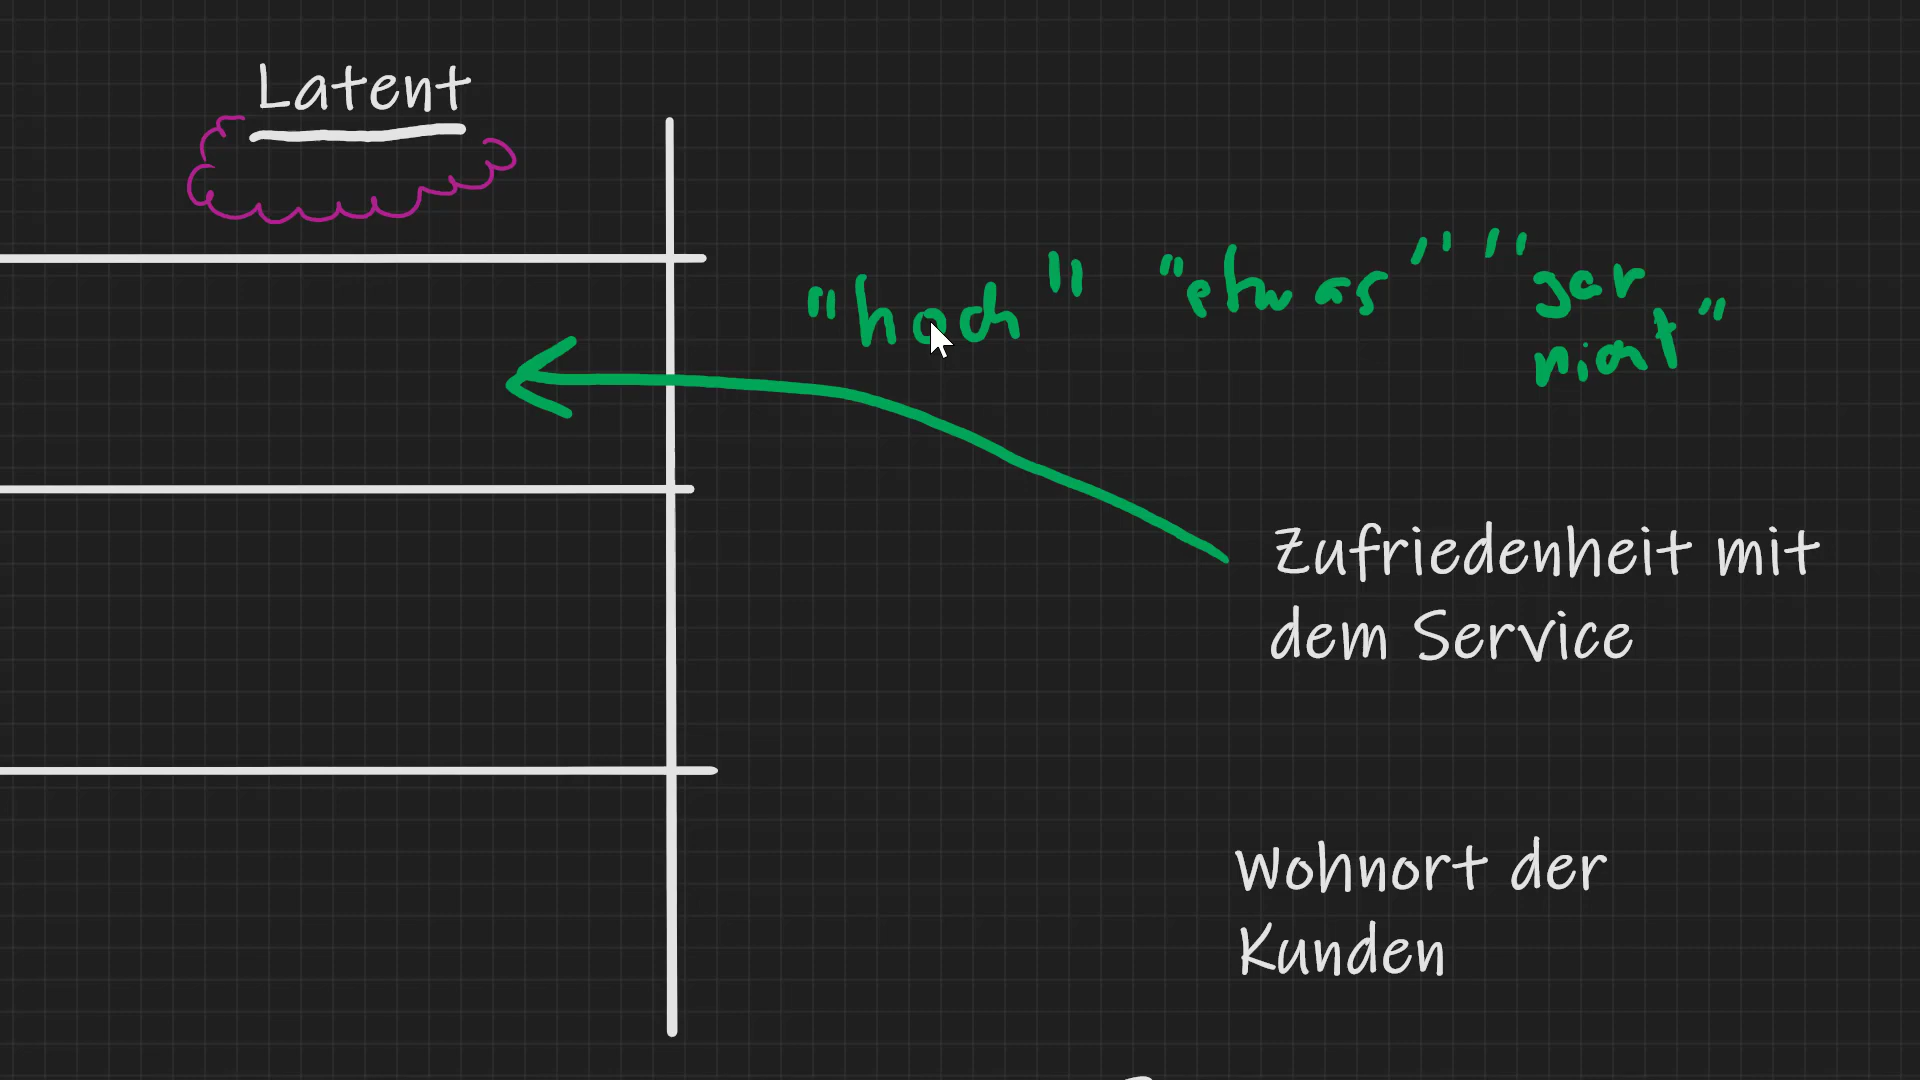 Latent
"hoch" "etwas" "gar
nicht"
Zufriedenheit mit
dem Service
Wohnort der
Kunden